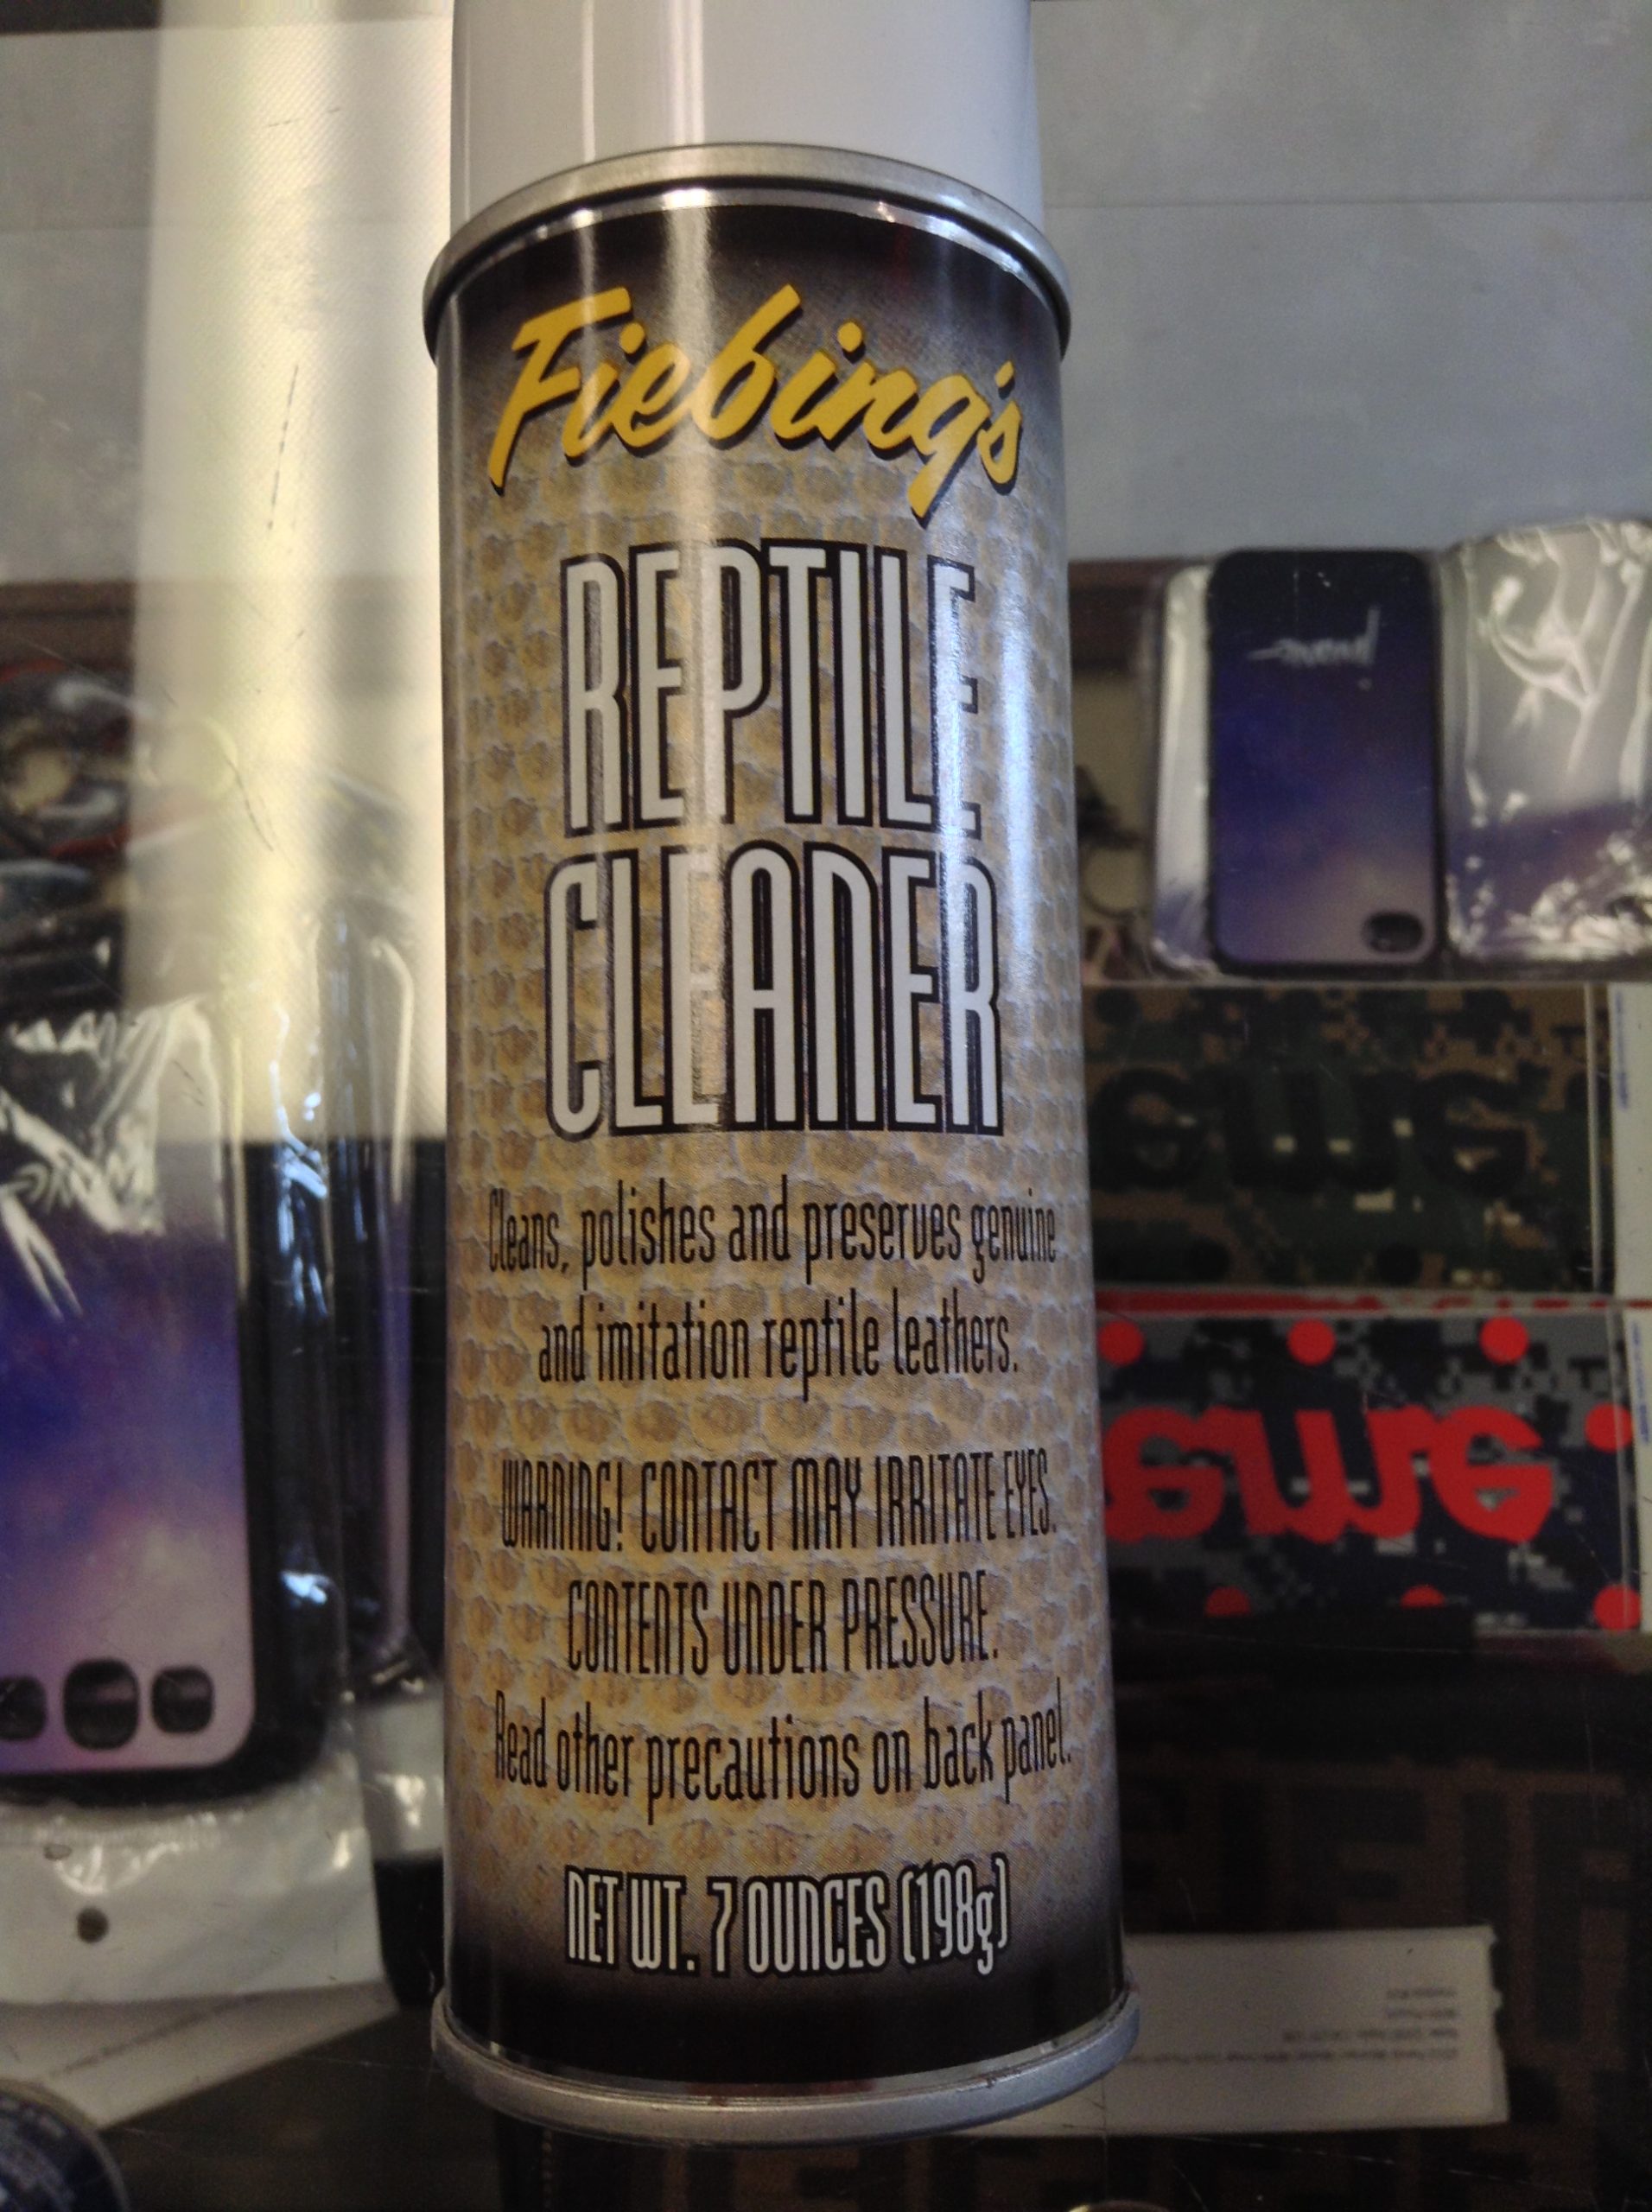 Fiebing's
REPTILE
CLEANER
Cleans, polishes and preserves genuine
and imitation reptile leathers.
WARNING! CONTACT MAY IRRITATE EYES.
CONTENTS UNDER PRESSURE.
Read other precautions on back panel.
NET WT. 7 OUNCES (198g)